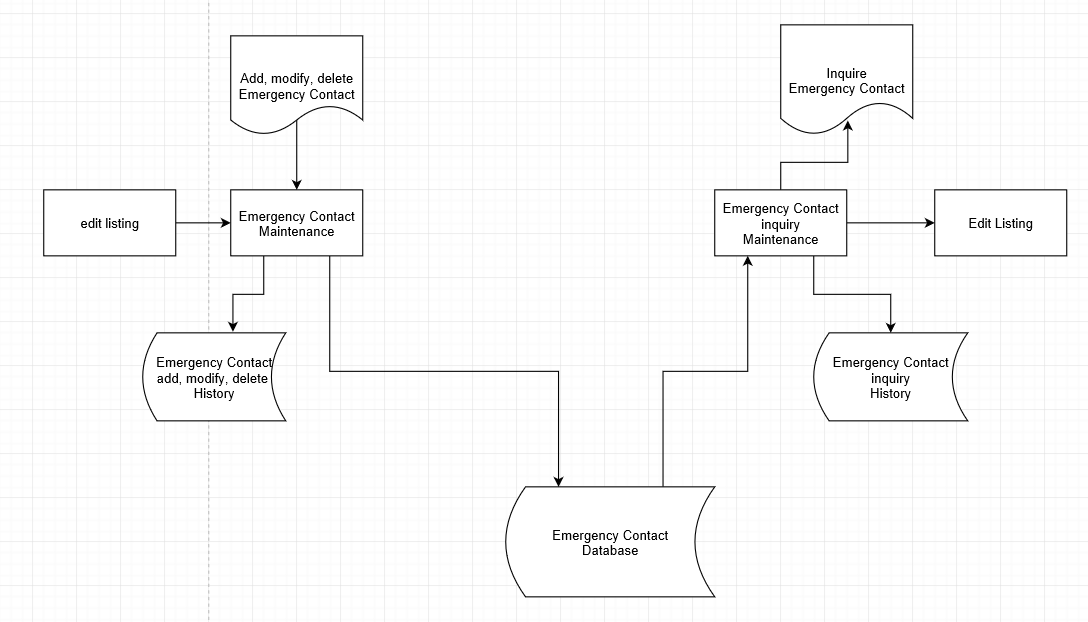 Add, modify, delete
Emergency Contact
Inquire
Emergency Contact
edit listing
Emergency Contact
Maintenance
Emergency Contact
inquiry
Maintenance
Edit Listing
Emergency Contact
add, modify, delete
History
Emergency Contact
inquiry
History
Emergency Contact
Database